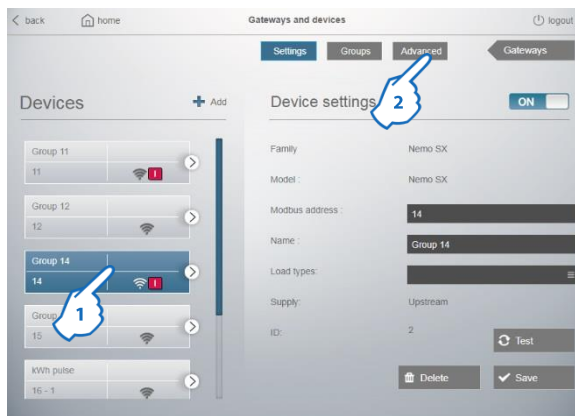 back
home
Gateways and devices
logout
Settings
Groups
Advanced
Gateways
Devices
Add
Device settings
ON
Group 11
11
I
Group 12
12
Group 14
14
I
Group
15
kWh pulse
16 - 1
Family
Nemo SX
Model :
Nemo SX
Modbus address :
14
Name :
Group 14
Load types:
Supply:
Upstream
ID:
2
Test
Delete
Save
1
2